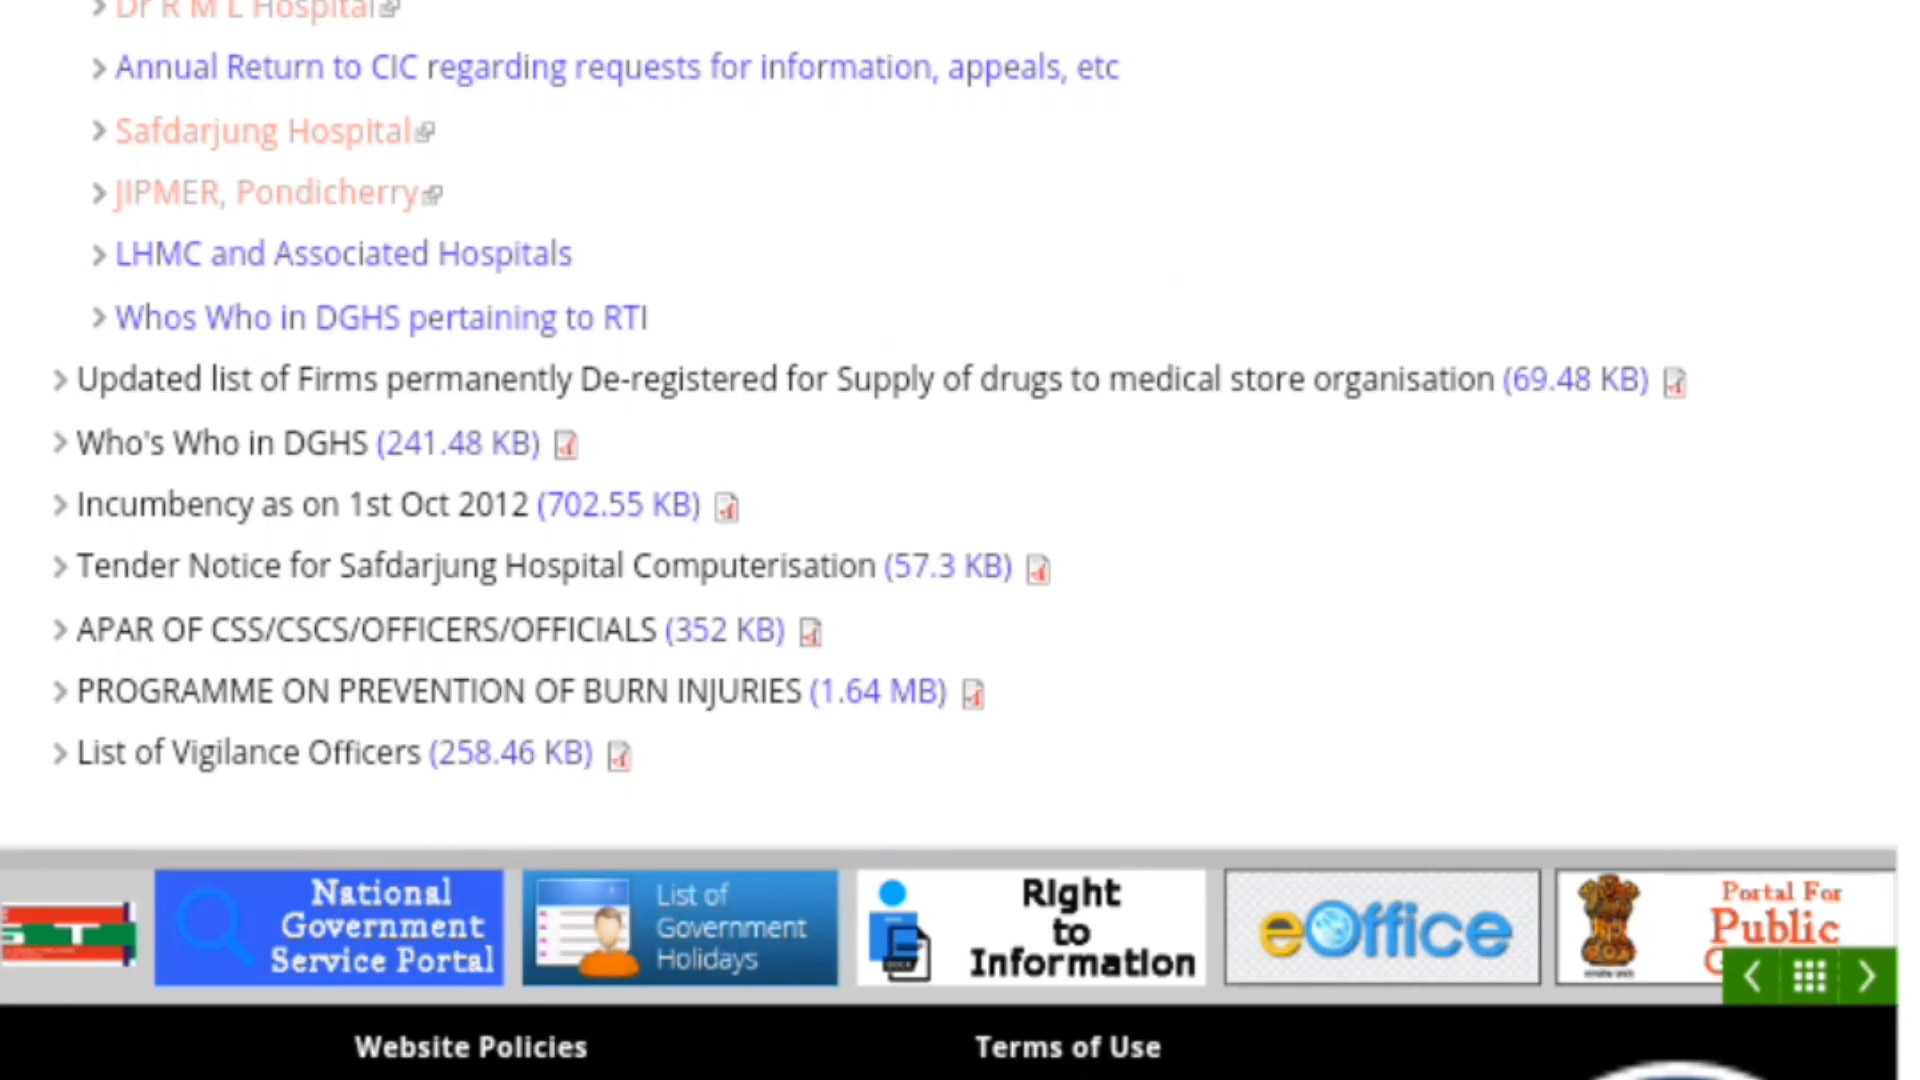 Dr R M L Hospital
Annual Return to CIC regarding requests for information, appeals, etc
Safdarjung Hospital
JIPMER, Pondicherry
LHMC and Associated Hospitals
Whos Who in DGHS pertaining to RTI
Updated list of Firms permanently De-registered for Supply of drugs to medical store organisation (69.48 KB)
Who's Who in DGHS (241.48 KB)
Incumbency as on 1st Oct 2012 (702.55 KB)
Tender Notice for Safdarjung Hospital Computerisation (57.3 KB)
APAR OF CSS/CSCS/OFFICERS/OFFICIALS (352 KB)
PROGRAMME ON PREVENTION OF BURN INJURIES (1.64 MB)
List of Vigilance Officers (258.46 KB)
S T
National
Government
Service Portal
List of
Government
Holidays
Right
to
Information
eOffice
Portal For
Public
Website Policies
Terms of Use